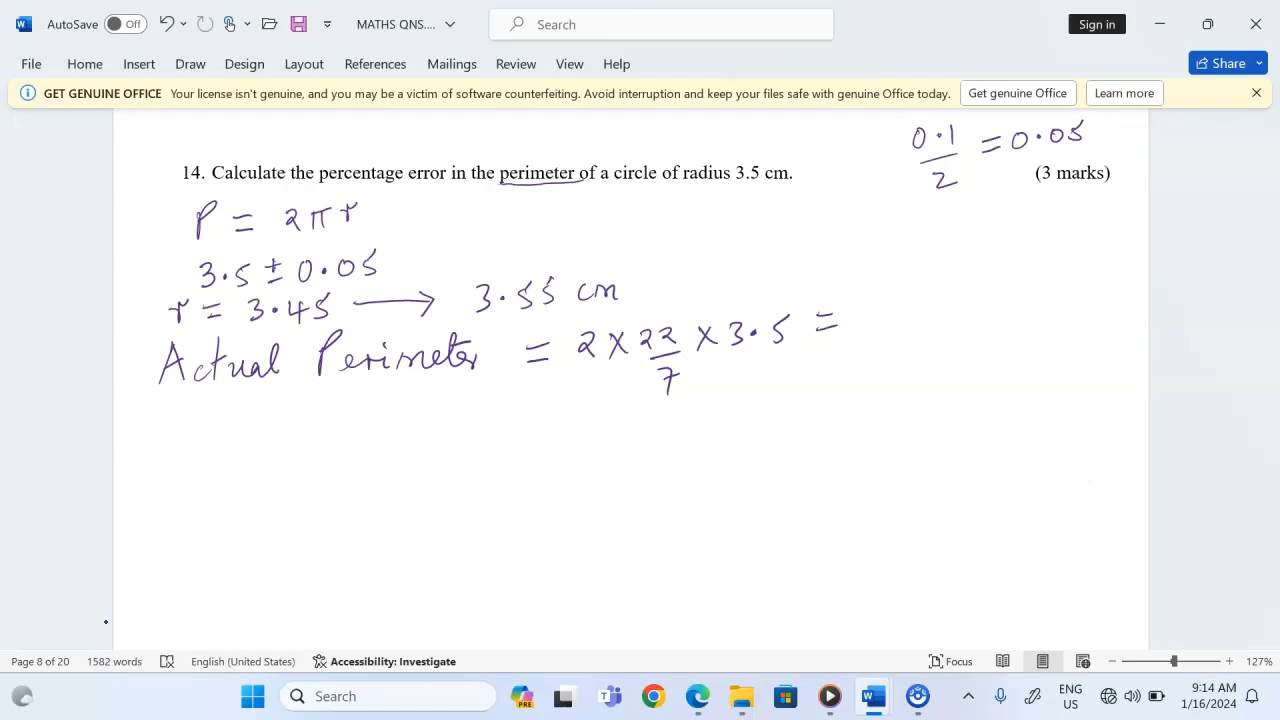 AutoSave Off MATHS QNS.... Search Sign in
File Home Insert Draw Design Layout References Mailings Review View Help Share
GET GENUINE OFFICE Your license isn't genuine, and you may be a victim of software counterfeiting. Avoid interruption and keep your files safe with genuine Office today. Get genuine Office Learn more
0.1/2 = 0.05
14. Calculate the percentage error in the perimeter of a circle of radius 3.5 cm. (3 marks)
P = 2πr
3.5 ± 0.05
r = 3.45 → 3.55 cm
Actual Perimeter = 2 × 22/7 × 3.5 =
Page 8 of 20 1582 words English (United States) Accessibility: Investigate Focus 127%
Search PRE ENG US 9:14 AM 1/16/2024